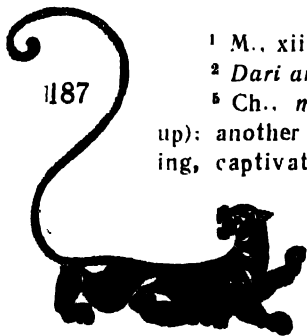 ¹ M., xii
² Dari
187
⁵ Ch.,
up): another
ing, captivat